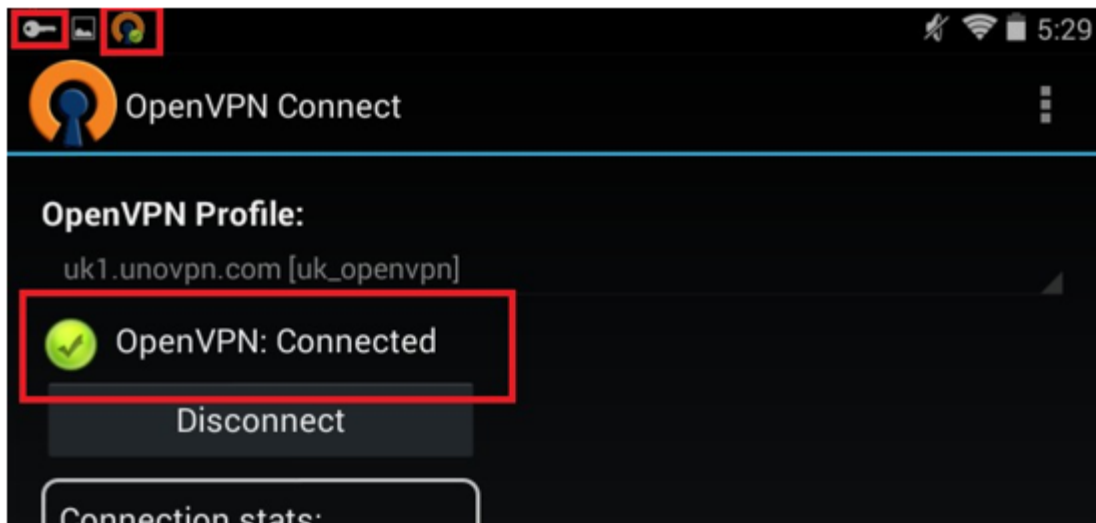 5:29
OpenVPN Connect
OpenVPN Profile:
uk1.unovpn.com [uk_openvpn]
OpenVPN: Connected
Disconnect
Connection stats: